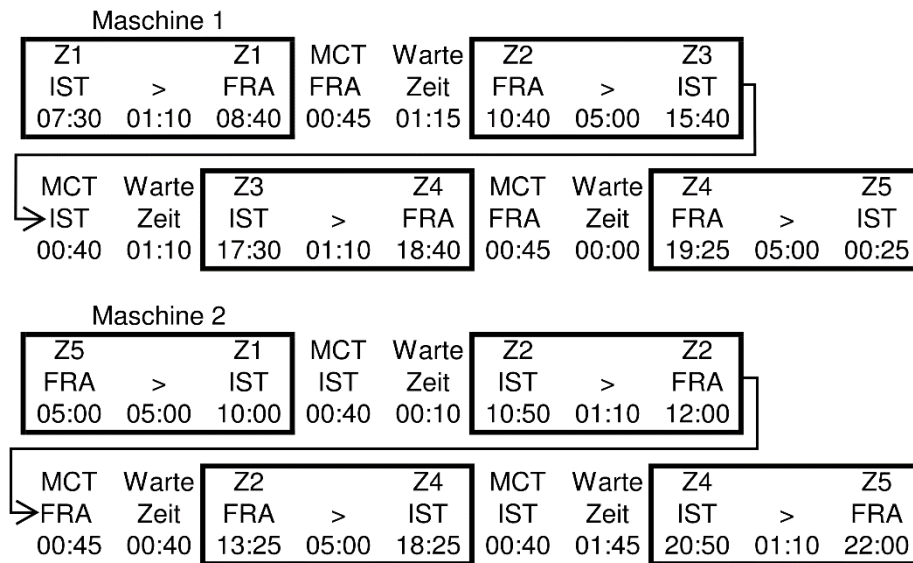 Maschine 1
Z1 Z1 MCT Warte Z2 Z3
IST > FRA FRA Zeit FRA > IST
07:30 01:10 08:40 00:45 01:15 10:40 05:00 15:40
MCT Warte Z3 Z4 MCT Warte Z4 Z5
IST Zeit IST > FRA FRA Zeit FRA > IST
00:40 01:10 17:30 01:10 18:40 00:45 00:00 19:25 05:00 00:25
Maschine 2
Z5 Z1 MCT Warte Z2 Z2
FRA > IST IST Zeit IST > FRA
05:00 05:00 10:00 00:40 00:10 10:50 01:10 12:00
MCT Warte Z2 Z4 MCT Warte Z4 Z5
FRA Zeit FRA > IST IST Zeit IST > FRA
00:45 00:40 13:25 05:00 18:25 00:40 01:45 20:50 01:10 22:00